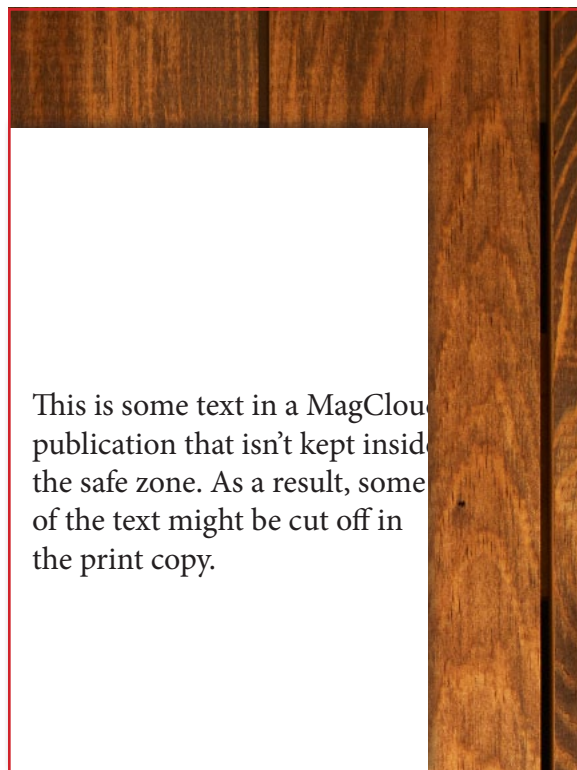 This is some text in a MagClou
publication that isn’t kept inside
the safe zone. As a result, some
of the text might be cut off in
the print copy.